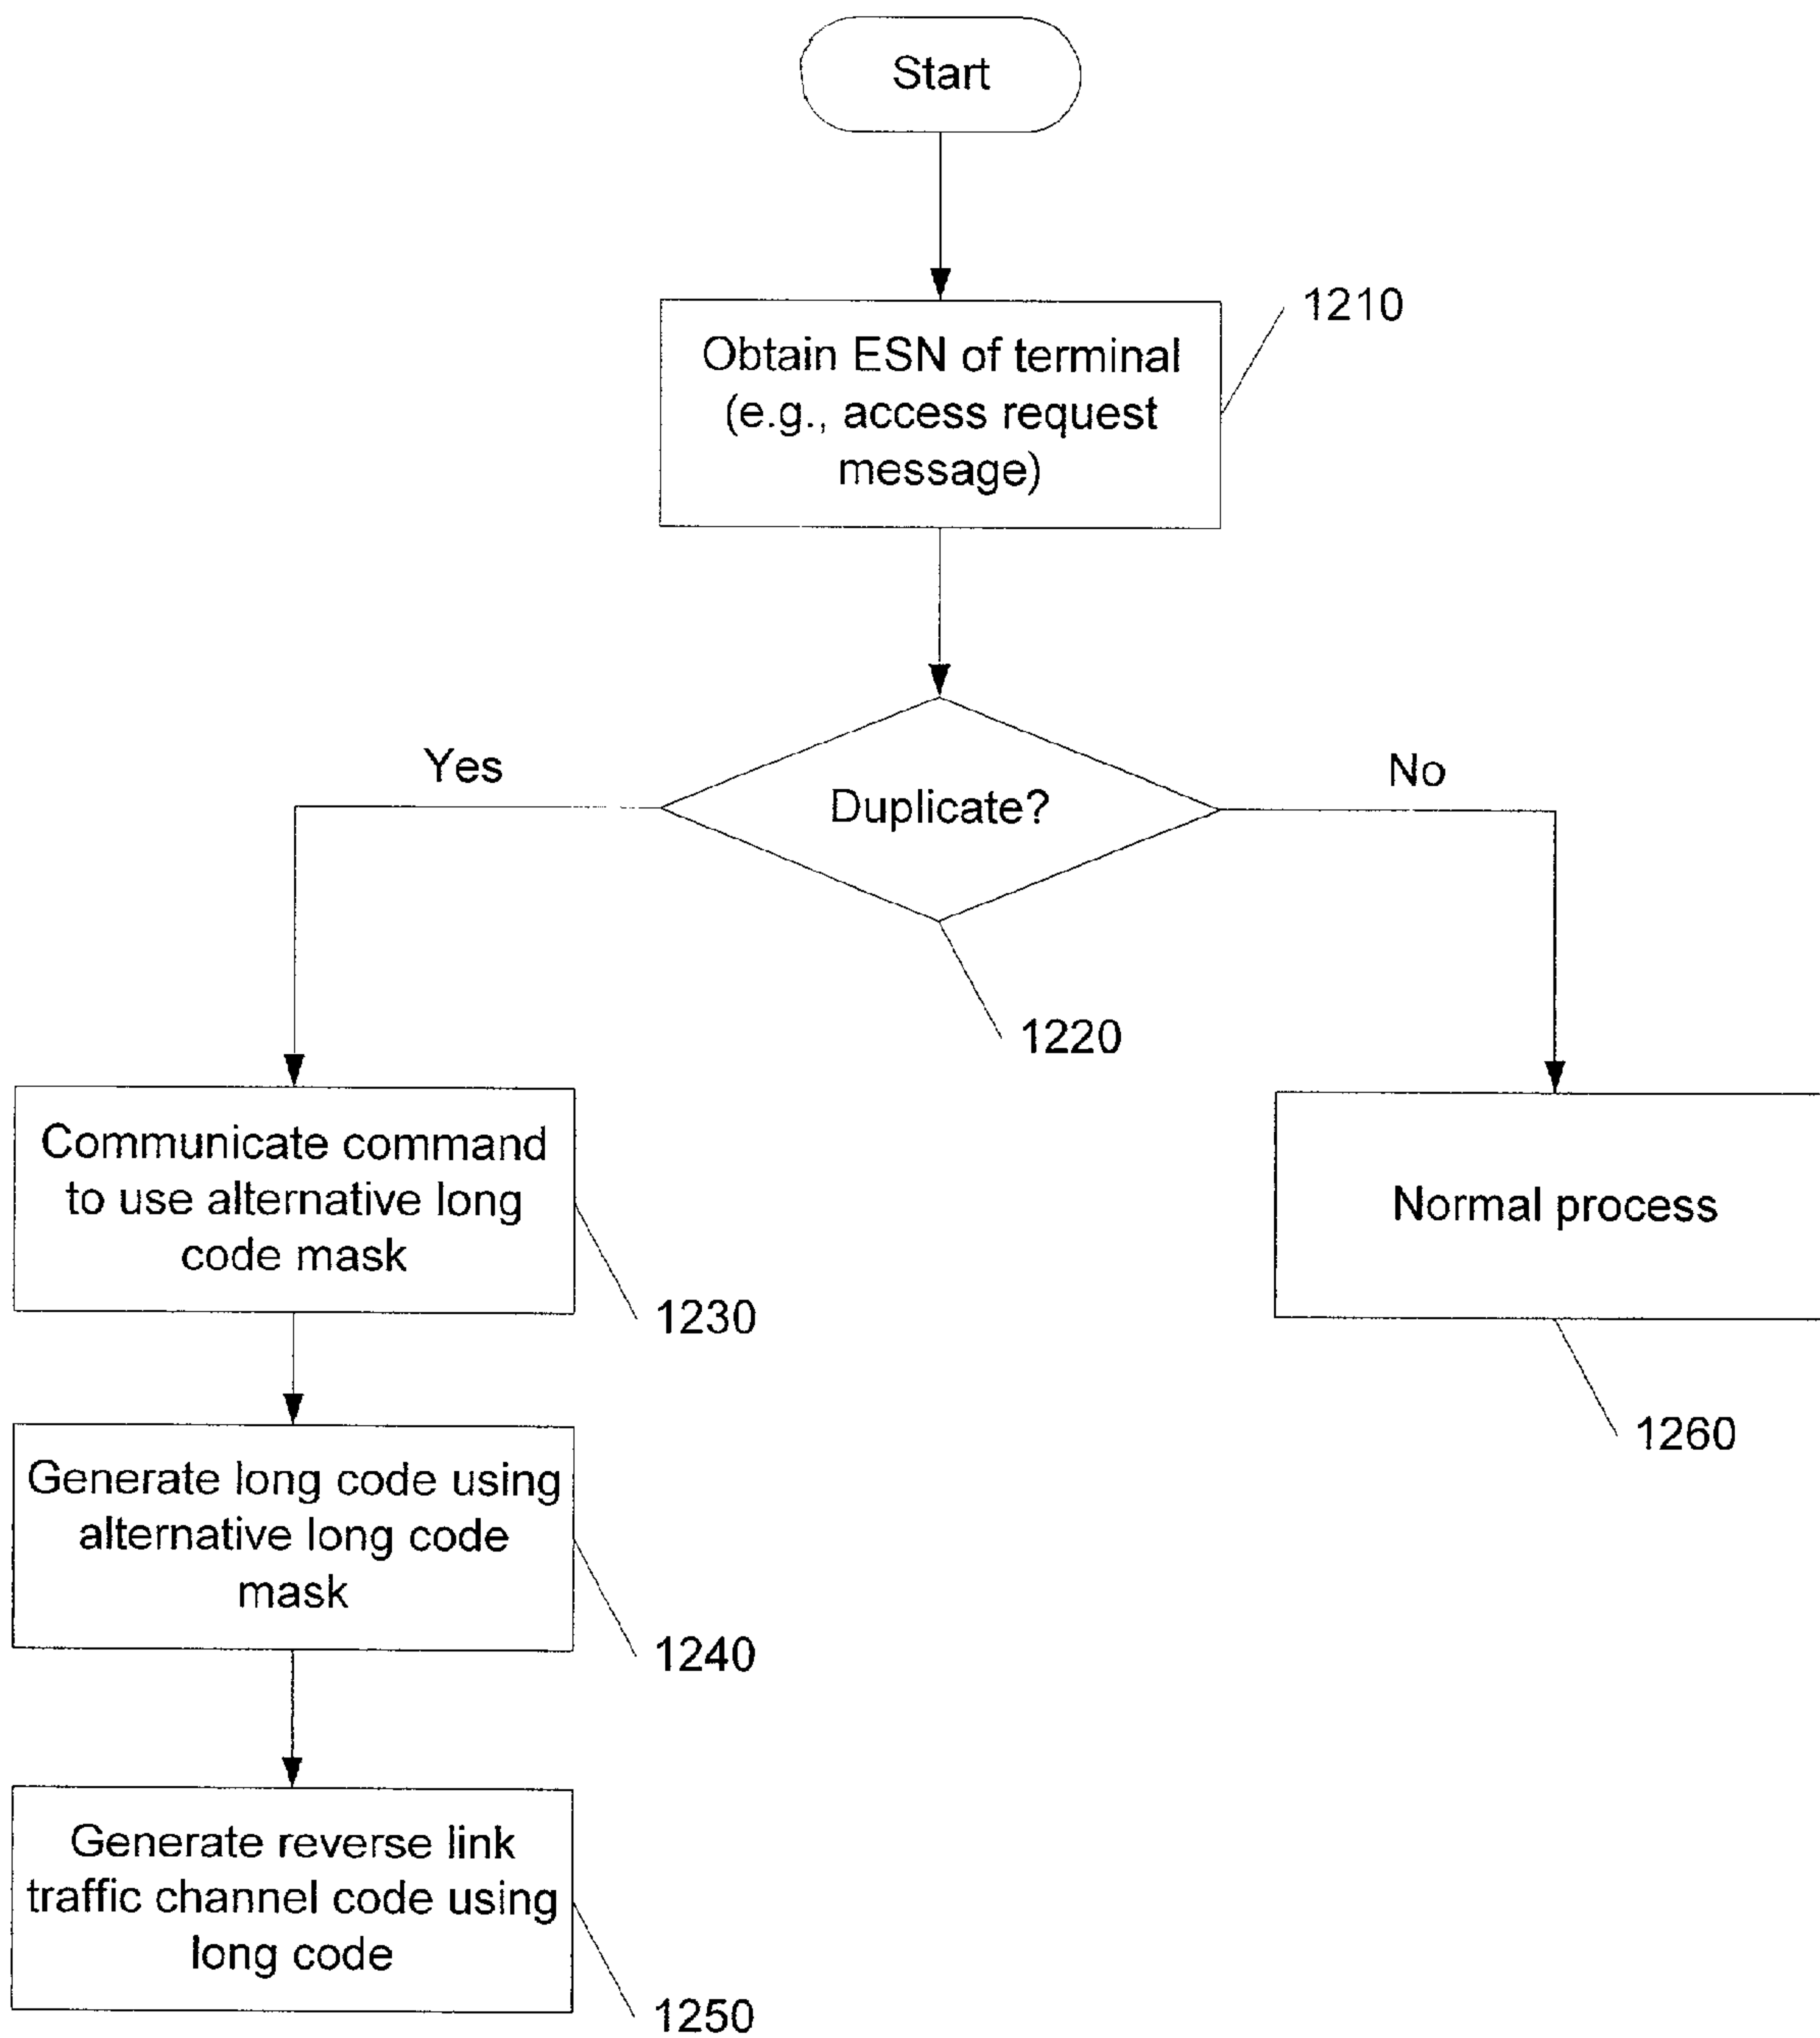 Start
Obtain ESN of terminal
(e.g., access request
message)
1210
Yes
Duplicate?
No
1220
Communicate command
to use alternative long
code mask
1230
Normal process
1260
Generate long code using
alternative long code
mask
1240
Generate reverse link
traffic channel code using
long code
1250